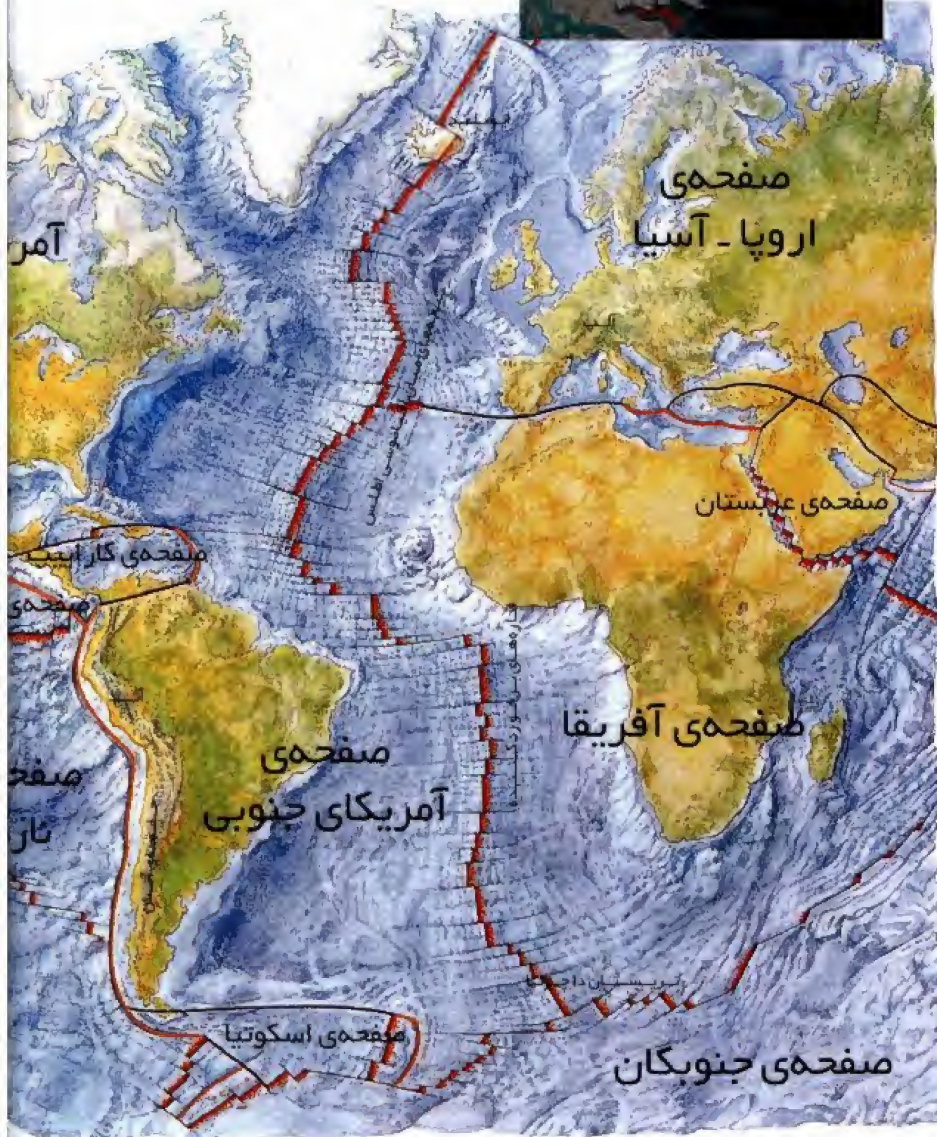 صفحه‌ی
اروپا ـ آسیا
آمر
صفحه‌ی عربستان
صفحه‌ی کارائیب
صفحه‌ی
صفحه‌ی آفریقا
صفحه‌ی
آمریکای جنوبی
صفح
ناز
صفحه‌ی اسکوتیا
صفحه‌ی جنوبگان